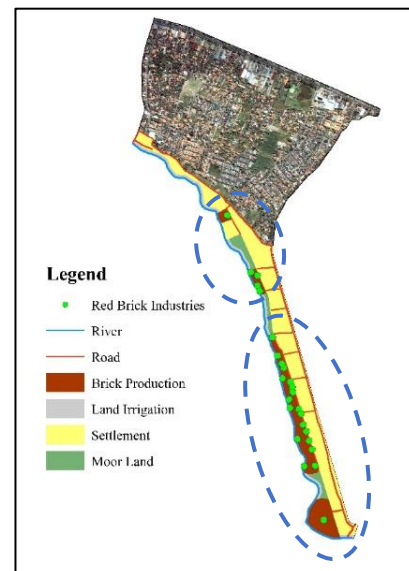 Legend
Red Brick Industries
River
Road
Brick Production
Land Irrigation
Settlement
Moor Land